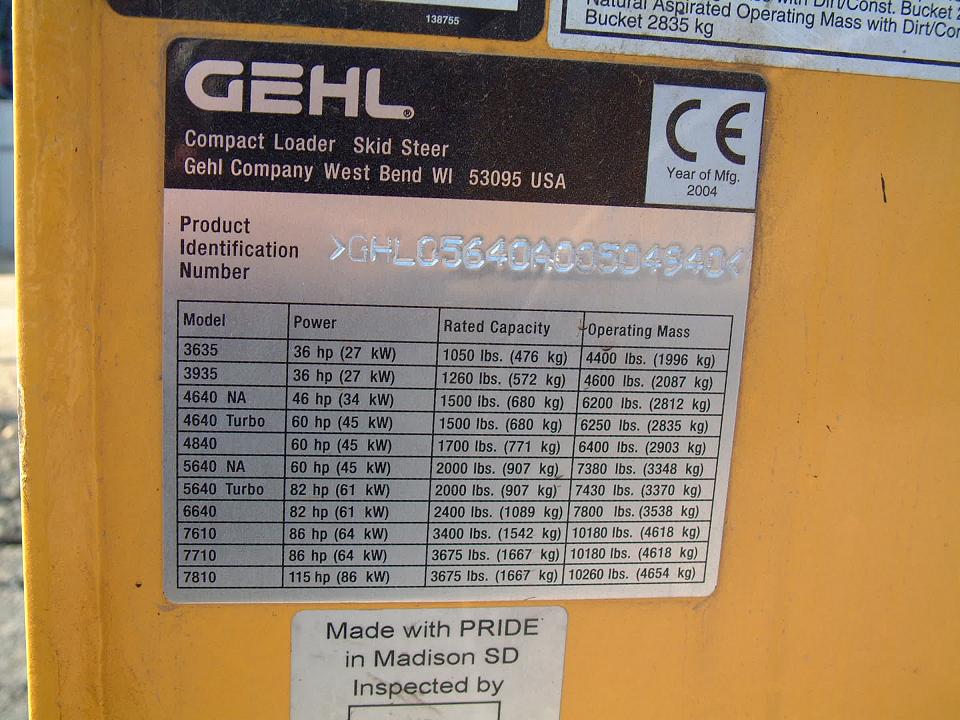 138755
Dirt/Const. Bucket
Natural Aspirated Operating Mass with Dirt/Con
Bucket 2835 kg
GEHL®
Compact Loader Skid Steer
Gehl Company West Bend WI 53095 USA
CE
Year of Mfg.
2004
Product
Identification
Number
>GHL05640A00504940<
Model Power Rated Capacity Operating Mass
3635 36 hp (27 kW) 1050 lbs. (476 kg) 4400 lbs. (1996 kg)
3935 36 hp (27 kW) 1260 lbs. (572 kg) 4600 lbs. (2087 kg)
4640 NA 46 hp (34 kW) 1500 lbs. (680 kg) 6200 lbs. (2812 kg)
4640 Turbo 60 hp (45 kW) 1500 lbs. (680 kg) 6250 lbs. (2835 kg)
4840 60 hp (45 kW) 1700 lbs. (771 kg) 6400 lbs. (2903 kg)
5640 NA 60 hp (45 kW) 2000 lbs. (907 kg) 7380 lbs. (3348 kg)
5640 Turbo 82 hp (61 kW) 2000 lbs. (907 kg) 7430 lbs. (3370 kg)
6640 82 hp (61 kW) 2400 lbs. (1089 kg) 7800 lbs. (3538 kg)
7610 86 hp (64 kW) 3400 lbs. (1542 kg) 10180 lbs. (4618 kg)
7710 86 hp (64 kW) 3675 lbs. (1667 kg) 10180 lbs. (4618 kg)
7810 115 hp (86 kW) 3675 lbs. (1667 kg) 10260 lbs. (4654 kg)
Made with PRIDE
in Madison SD
Inspected by